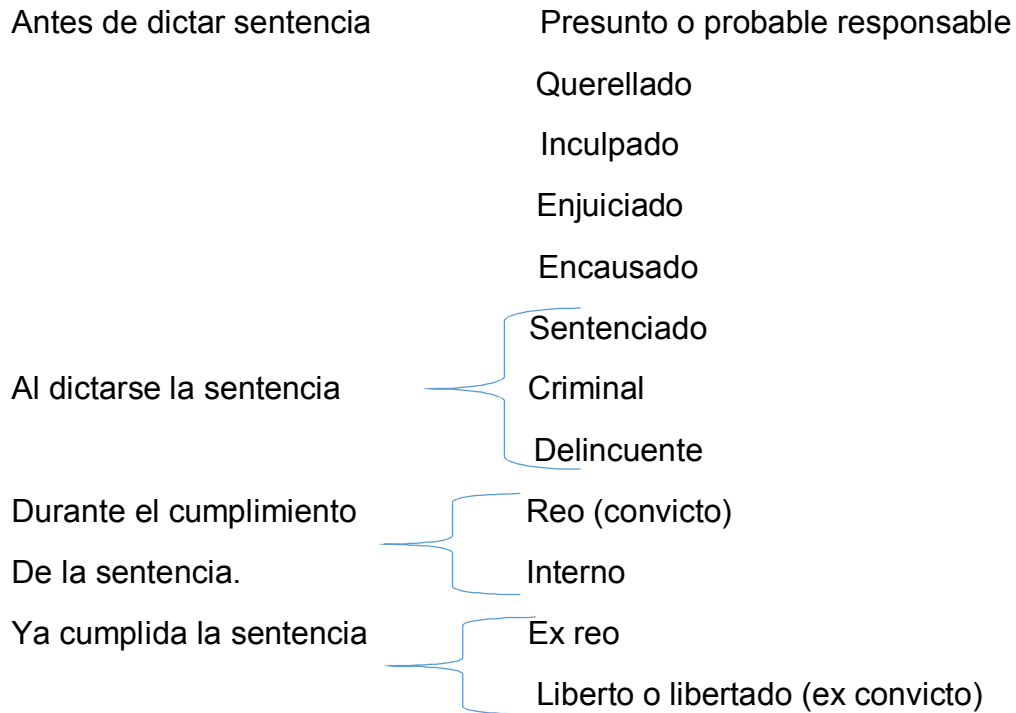 Antes de dictar sentencia Presunto o probable responsable
Querellado
Inculpado
Enjuiciado
Encausado
Sentenciado
Al dictarse la sentencia Criminal
Delincuente
Durante el cumplimiento Reo (convicto)
De la sentencia. Interno
Ya cumplida la sentencia Ex reo
Liberto o libertado (ex convicto)